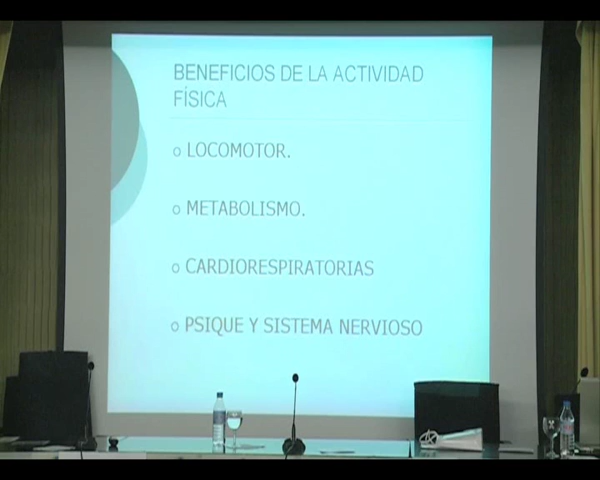 BENEFICIOS DE LA ACTIVIDAD
FÍSICA
LOCOMOTOR.
METABOLISMO.
CARDIORESPIRATORIAS
PSIQUE Y SISTEMA NERVIOSO